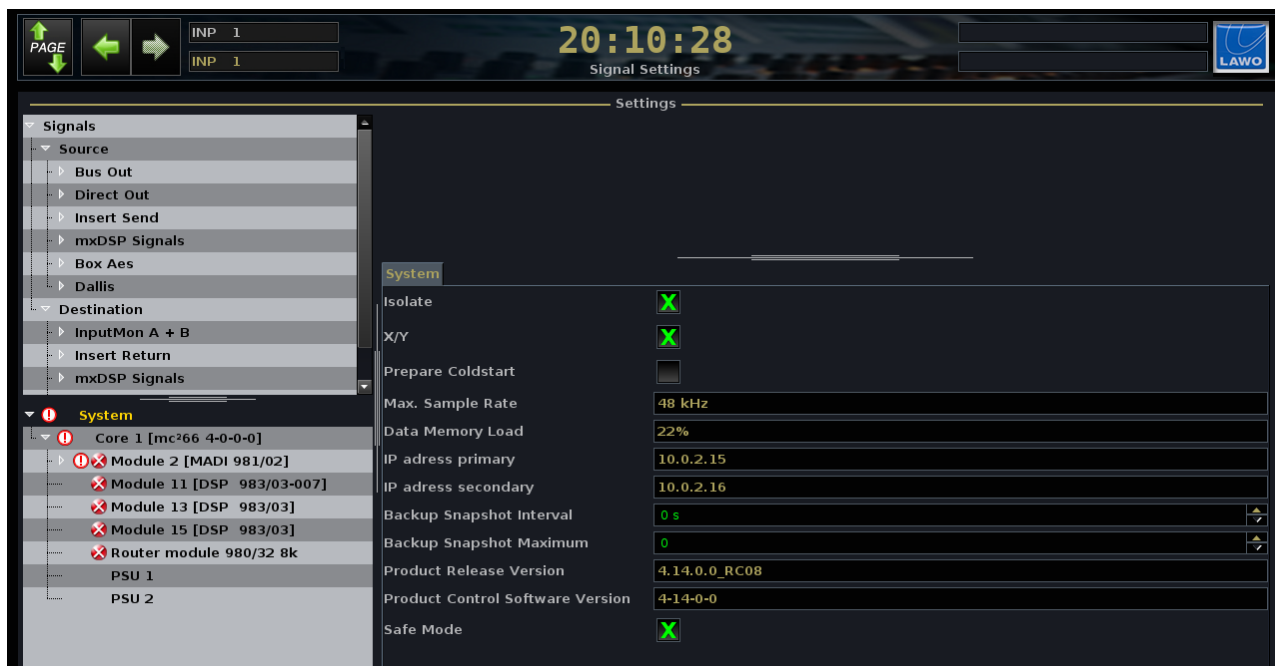 PAGE
INP 1
INP 1
20:10:28
Signal Settings
LAWO
Settings
Signals
Source
Bus Out
Direct Out
Insert Send
mxDSP Signals
Box Aes
Dallis
Destination
InputMon A + B
Insert Return
mxDSP Signals
System
Core 1 [mc²66 4-0-0-0]
Module 2 [MADI 981/02]
Module 11 [DSP 983/03-007]
Module 13 [DSP 983/03]
Module 15 [DSP 983/03]
Router module 980/32 8k
PSU 1
PSU 2
System
Isolate X
X/Y X
Prepare Coldstart
Max. Sample Rate 48 kHz
Data Memory Load 22%
IP adress primary 10.0.2.15
IP adress secondary 10.0.2.16
Backup Snapshot Interval 0 s
Backup Snapshot Maximum 0
Product Release Version 4.14.0.0_RC08
Product Control Software Version 4-14-0-0
Safe Mode X